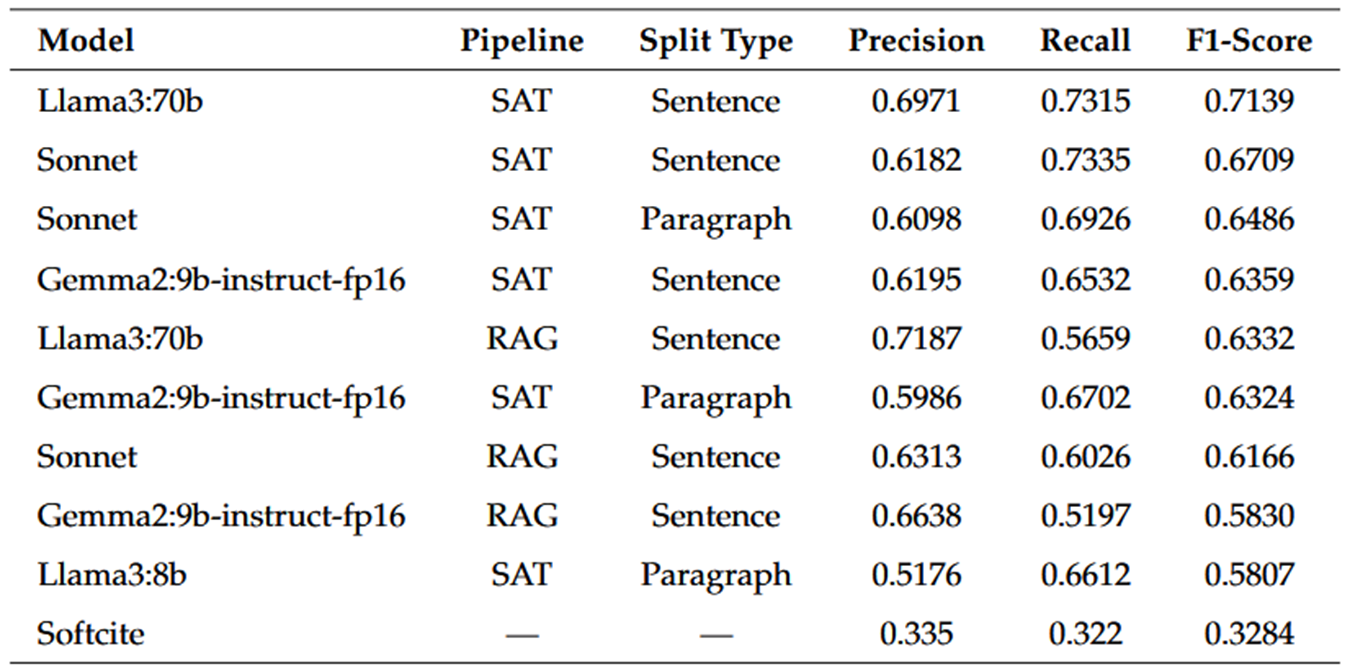 Model Pipeline Split Type Precision Recall F1-Score
Llama3:70b SAT Sentence 0.6971 0.7315 0.7139
Sonnet SAT Sentence 0.6182 0.7335 0.6709
Sonnet SAT Paragraph 0.6098 0.6926 0.6486
Gemma2:9b-instruct-fp16 SAT Sentence 0.6195 0.6532 0.6359
Llama3:70b RAG Sentence 0.7187 0.5659 0.6332
Gemma2:9b-instruct-fp16 SAT Paragraph 0.5986 0.6702 0.6324
Sonnet RAG Sentence 0.6313 0.6026 0.6166
Gemma2:9b-instruct-fp16 RAG Sentence 0.6638 0.5197 0.5830
Llama3:8b SAT Paragraph 0.5176 0.6612 0.5807
Softcite — — 0.335 0.322 0.3284